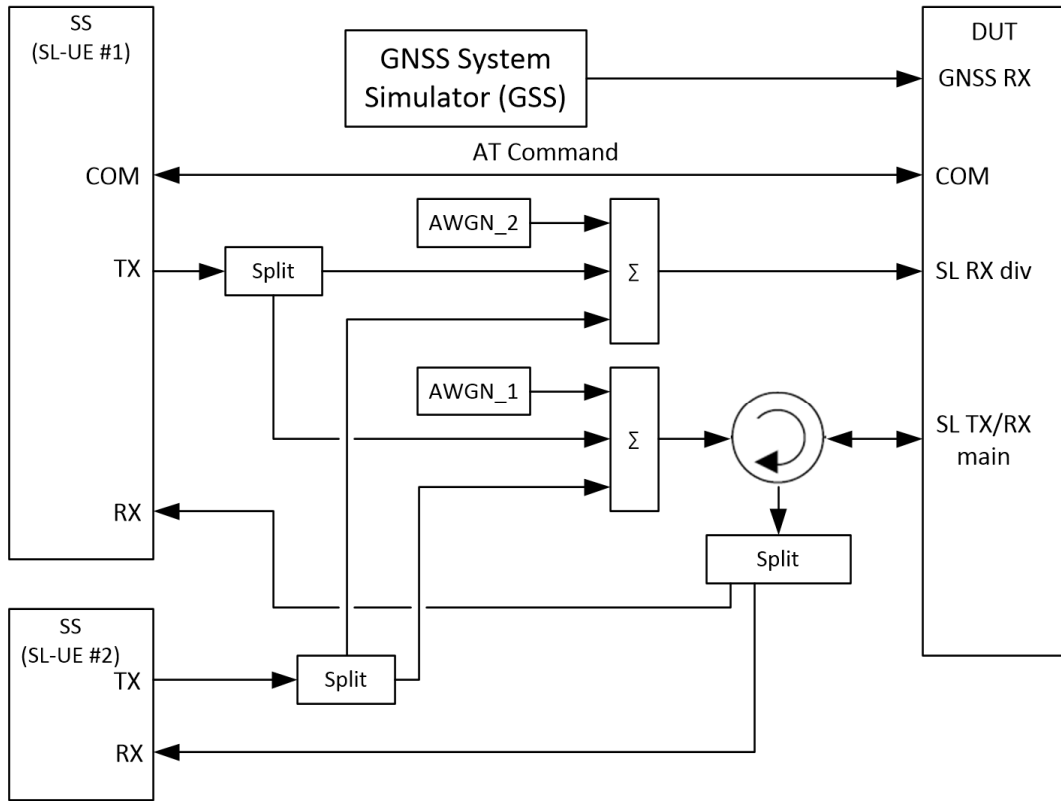 SS
(SL-UE #1)
DUT
GNSS System
Simulator (GSS)
GNSS RX
AT Command
COM
COM
AWGN_2
TX
Split
Σ
SL RX div
AWGN_1
Σ
SL TX/RX
main
RX
Split
SS
(SL-UE #2)
TX
Split
RX